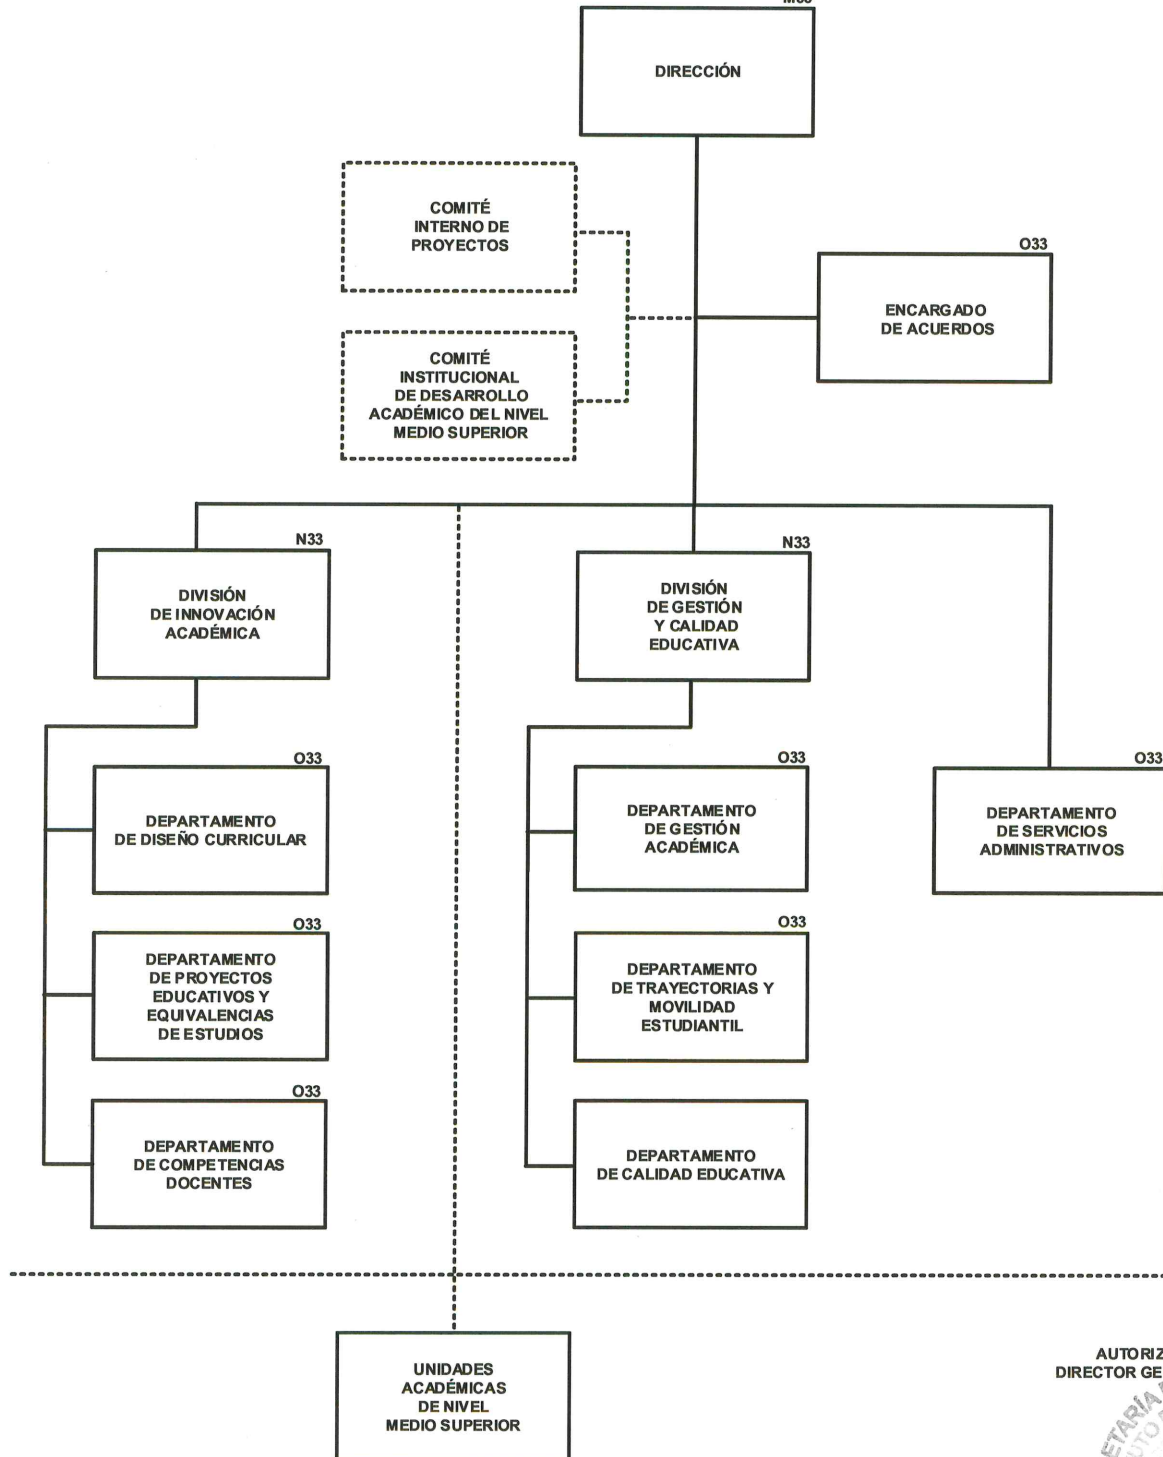 DIRECCIÓN
COMITÉ
INTERNO DE
PROYECTOS
O33
ENCARGADO
DE ACUERDOS
COMITÉ
INSTITUCIONAL
DE DESARROLLO
ACADÉMICO DEL NIVEL
MEDIO SUPERIOR
N33
DIVISIÓN
DE INNOVACIÓN
ACADÉMICA
N33
DIVISIÓN
DE GESTIÓN
Y CALIDAD
EDUCATIVA
O33
DEPARTAMENTO
DE DISEÑO CURRICULAR
O33
DEPARTAMENTO
DE GESTIÓN
ACADÉMICA
O33
DEPARTAMENTO
DE SERVICIOS
ADMINISTRATIVOS
O33
DEPARTAMENTO
DE PROYECTOS
EDUCATIVOS Y
EQUIVALENCIAS
DE ESTUDIOS
O33
DEPARTAMENTO
DE TRAYECTORIAS Y
MOVILIDAD
ESTUDIANTIL
O33
DEPARTAMENTO
DE COMPETENCIAS
DOCENTES
DEPARTAMENTO
DE CALIDAD EDUCATIVA
UNIDADES
ACADÉMICAS
DE NIVEL
MEDIO SUPERIOR
AUTORIZ
DIRECTOR GE